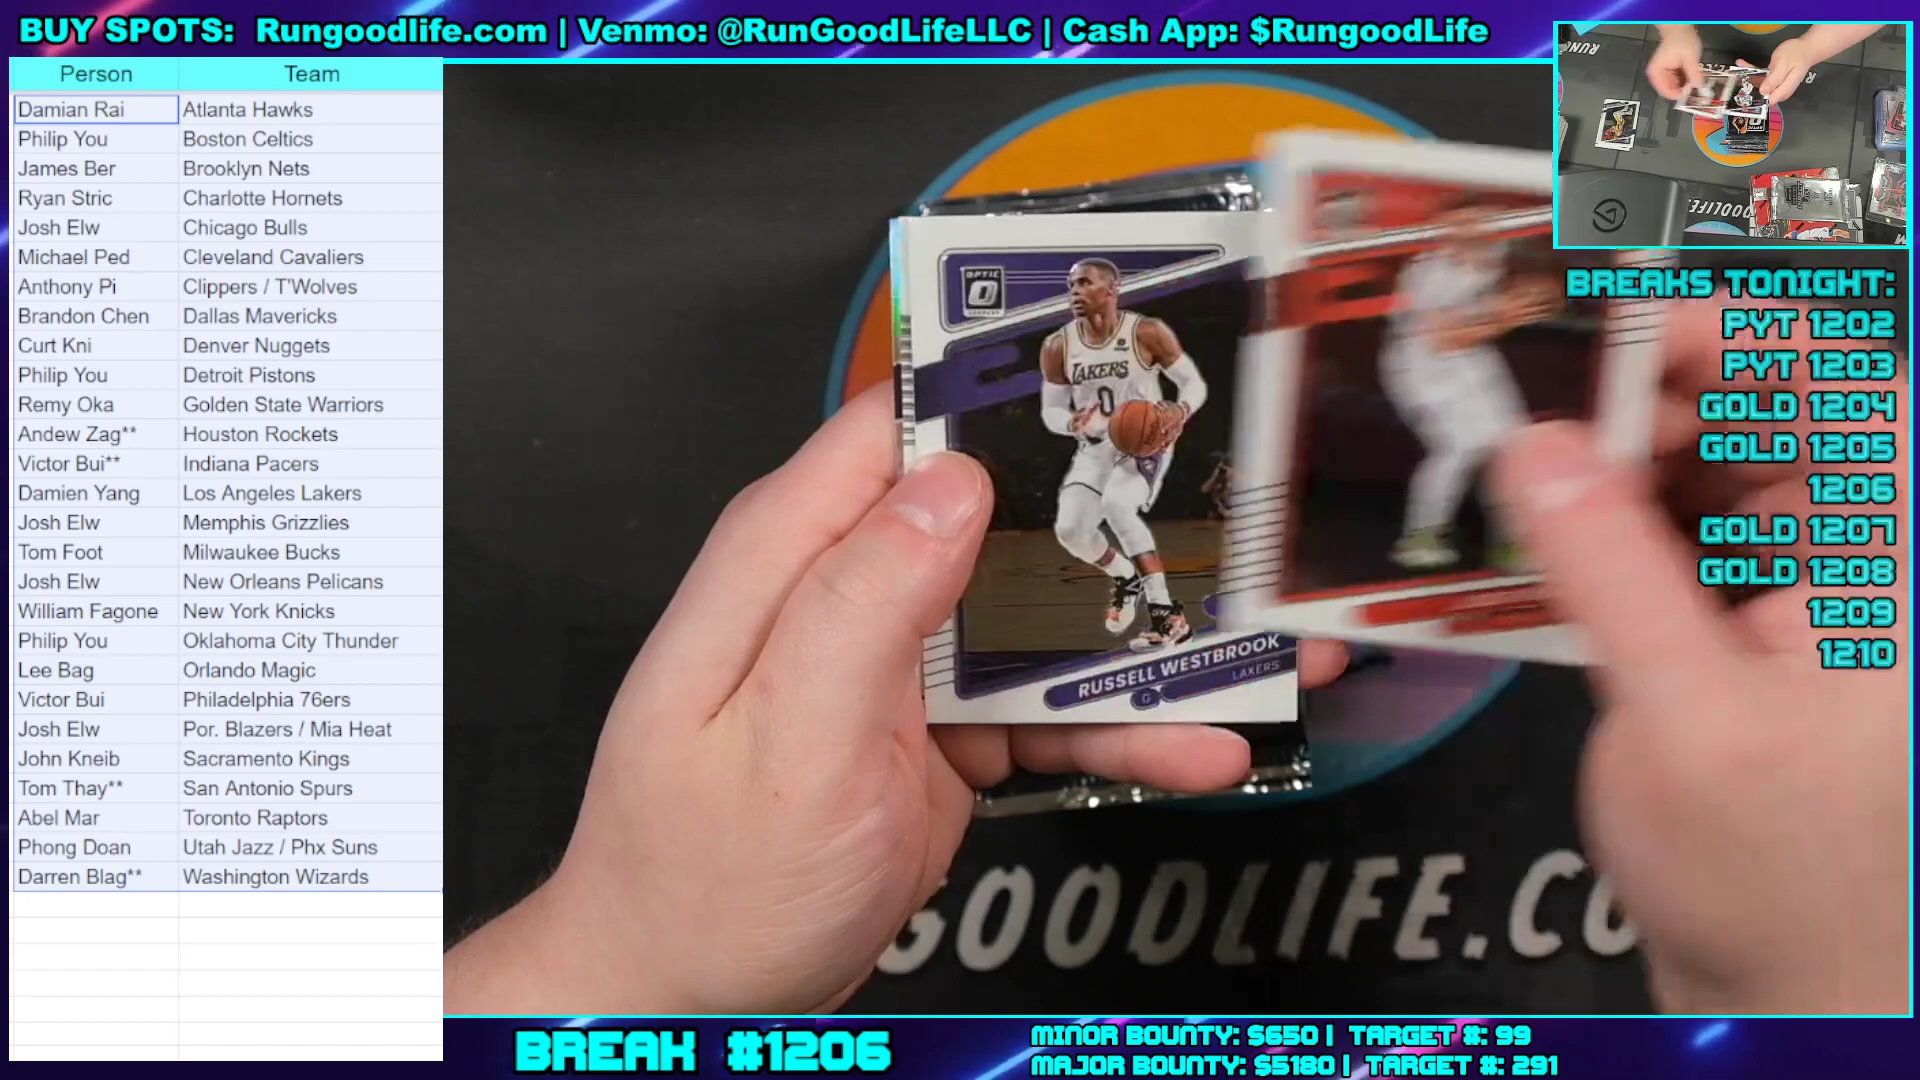 BUY SPOTS: Rungoodlife.com | Venmo: @RunGoodLifeLLC | Cash App: $RungoodLife
Person Team
Damian Rai Atlanta Hawks
Philip You Boston Celtics
James Ber Brooklyn Nets
Ryan Stric Charlotte Hornets
Josh Elw Chicago Bulls
Michael Ped Cleveland Cavaliers
Anthony Pi Clippers / T'Wolves
Brandon Chen Dallas Mavericks
Curt Kni Denver Nuggets
Philip You Detroit Pistons
Remy Oka Golden State Warriors
Andew Zag** Houston Rockets
Victor Bui** Indiana Pacers
Damien Yang Los Angeles Lakers
Josh Elw Memphis Grizzlies
Tom Foot Milwaukee Bucks
Josh Elw New Orleans Pelicans
William Fagone New York Knicks
Philip You Oklahoma City Thunder
Lee Bag Orlando Magic
Victor Bui Philadelphia 76ers
Josh Elw Por. Blazers / Mia Heat
John Kneib Sacramento Kings
Tom Thay** San Antonio Spurs
Abel Mar Toronto Raptors
Phong Doan Utah Jazz / Phx Suns
Darren Blag** Washington Wizards
OPTIC
LAKERS
0
RUSSELL WESTBROOK
LAKERS
G
GOODLIFE.CO
OODLIFE.
BREAKS TONIGHT:
PYT 1202
PYT 1203
GOLD 1204
GOLD 1205
1206
GOLD 1207
GOLD 1208
1209
1210
BREAK #1206
MINOR BOUNTY: $650 | TARGET #: 99
MAJOR BOUNTY: $5180 | TARGET #: 291